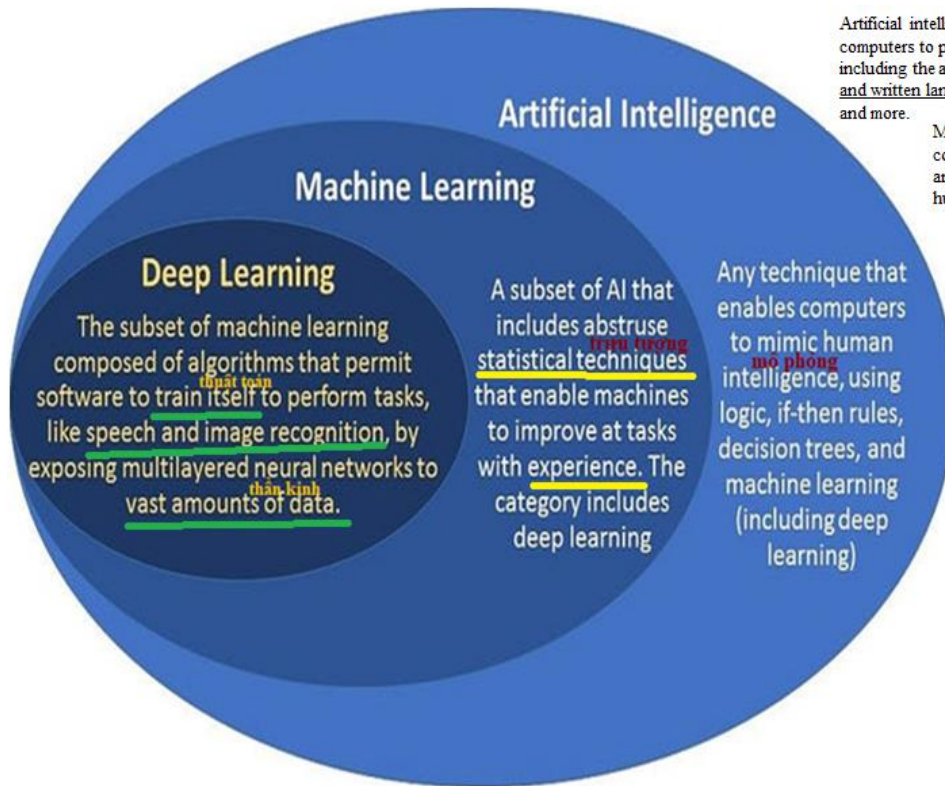 Artificial Intelligence
Machine Learning
Deep Learning
The subset of machine learning
composed of algorithms that permit
thuật toán
software to train itself to perform tasks,
like speech and image recognition, by
exposing multilayered neural networks to
thần kinh
vast amounts of data.
A subset of AI that
includes abstruse
trừu tượng
statistical techniques
that enable machines
to improve at tasks
with experience. The
category includes
deep learning
Any technique that
enables computers
to mimic human
mô phỏng
intelligence, using
logic, if-then rules,
decision trees, and
machine learning
(including deep
learning)
Artificial
computers to
including the
and written
and more.